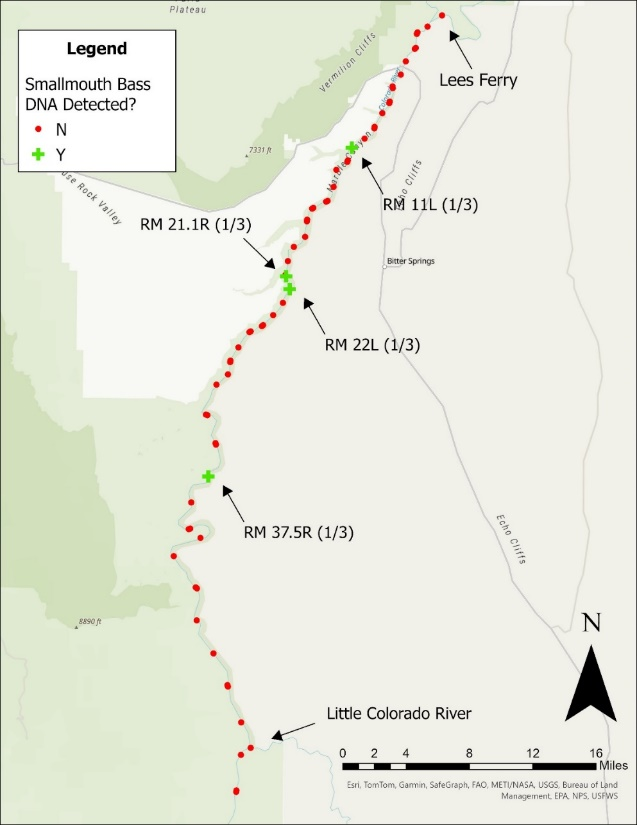 Plateau
Legend
Smallmouth Bass
DNA Detected?
N
Y
Vermilion Cliffs
Lees Ferry
7331 ft
RM 11L (1/3)
Echo Cliffs
use Rock Valley
RM 21.1R (1/3)
Bitter Springs
RM 22L (1/3)
RM 37.5R (1/3)
Echo Cliffs
8890 ft
N
Little Colorado River
0 2 4 8 12 16
Miles
Esri, TomTom, Garmin, SafeGraph, FAO, METI/NASA, USGS, Bureau of Land
Management, EPA, NPS, USFWS